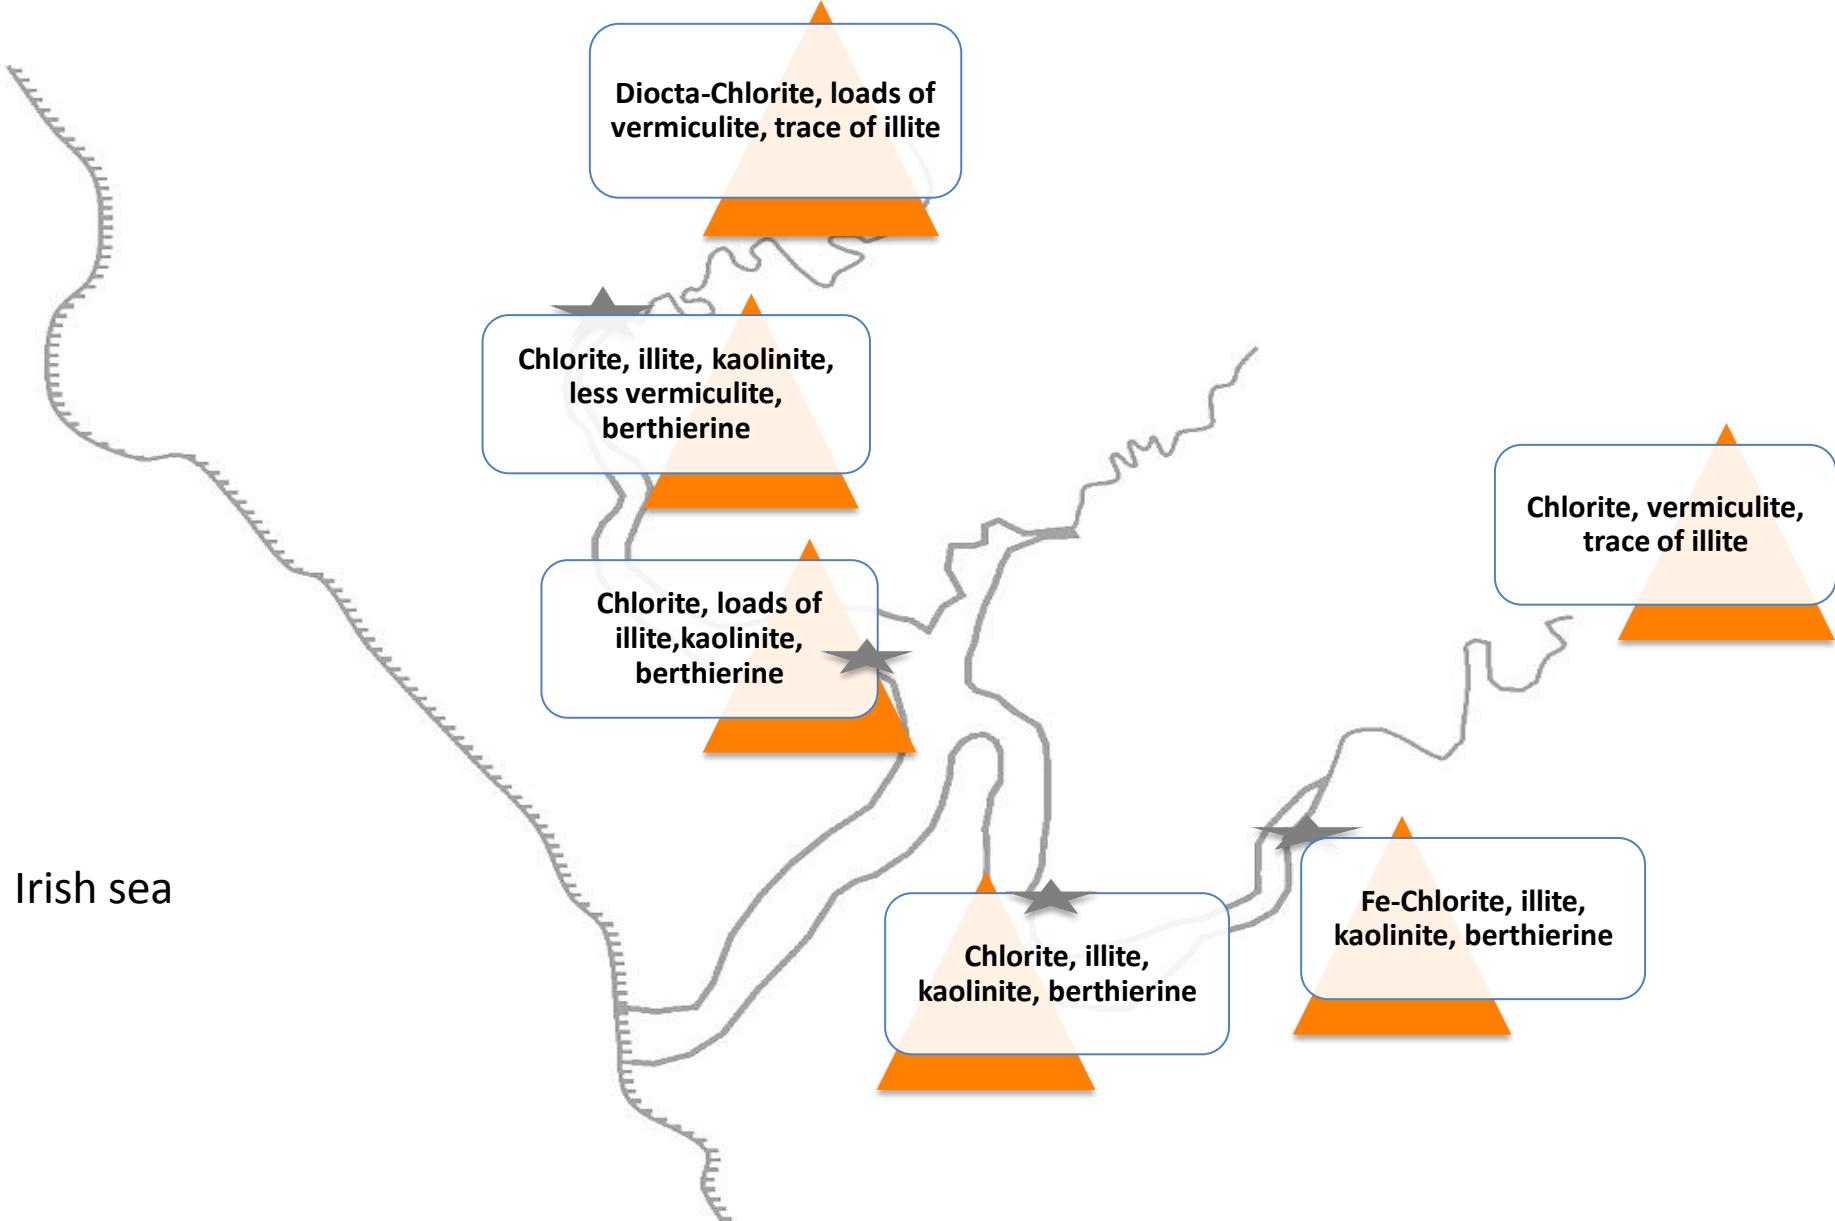 Diocta-Chlorite, loads of
vermiculite, trace of illite
Chlorite, illite, kaolinite,
less vermiculite,
berthierine
Chlorite, vermiculite,
trace of illite
Chlorite, loads of
illite,kaolinite,
berthierine
Irish sea
Fe-Chlorite, illite,
kaolinite, berthierine
Chlorite, illite,
kaolinite, berthierine